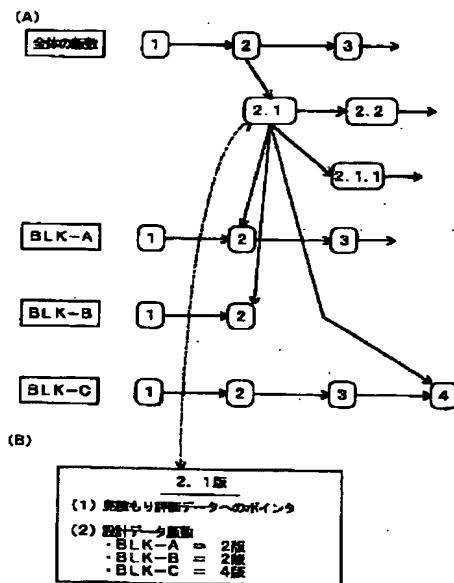 (A)
全体の版数 1 2 3
2.1 2.2
2.1.1
BLK-A 1 2 3
BLK-B 1 2
BLK-C 1 2 3 4
(B)
2.1版
(1)見積もり評価データへのポインタ
(2)設計データ版数
・BLK-A = 2版
・BLK-B = 2版
・BLK-C = 4版